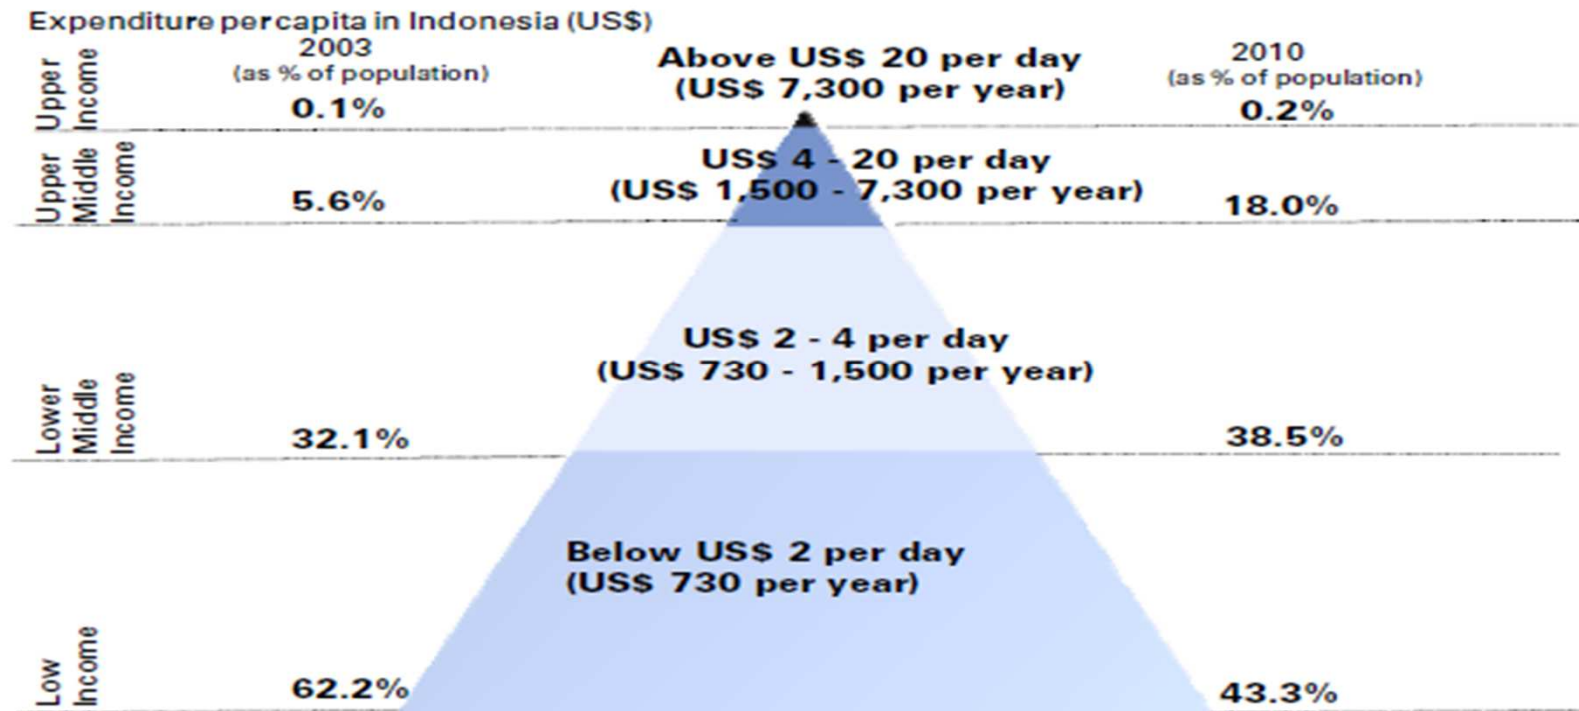 Expenditure per capita in Indonesia (US$)
2003
(as % of population)
Above US$ 20 per day
(US$ 7,300 per year)
2010
(as % of population)
Upper
Income
0.1%
0.2%
Upper
Middle
Income
5.6%
US$ 4 - 20 per day
(US$ 1,500 - 7,300 per year)
18.0%
Lower
Middle
Income
32.1%
US$ 2 - 4 per day
(US$ 730 - 1,500 per year)
38.5%
Low
Income
62.2%
Below US$ 2 per day
(US$ 730 per year)
43.3%